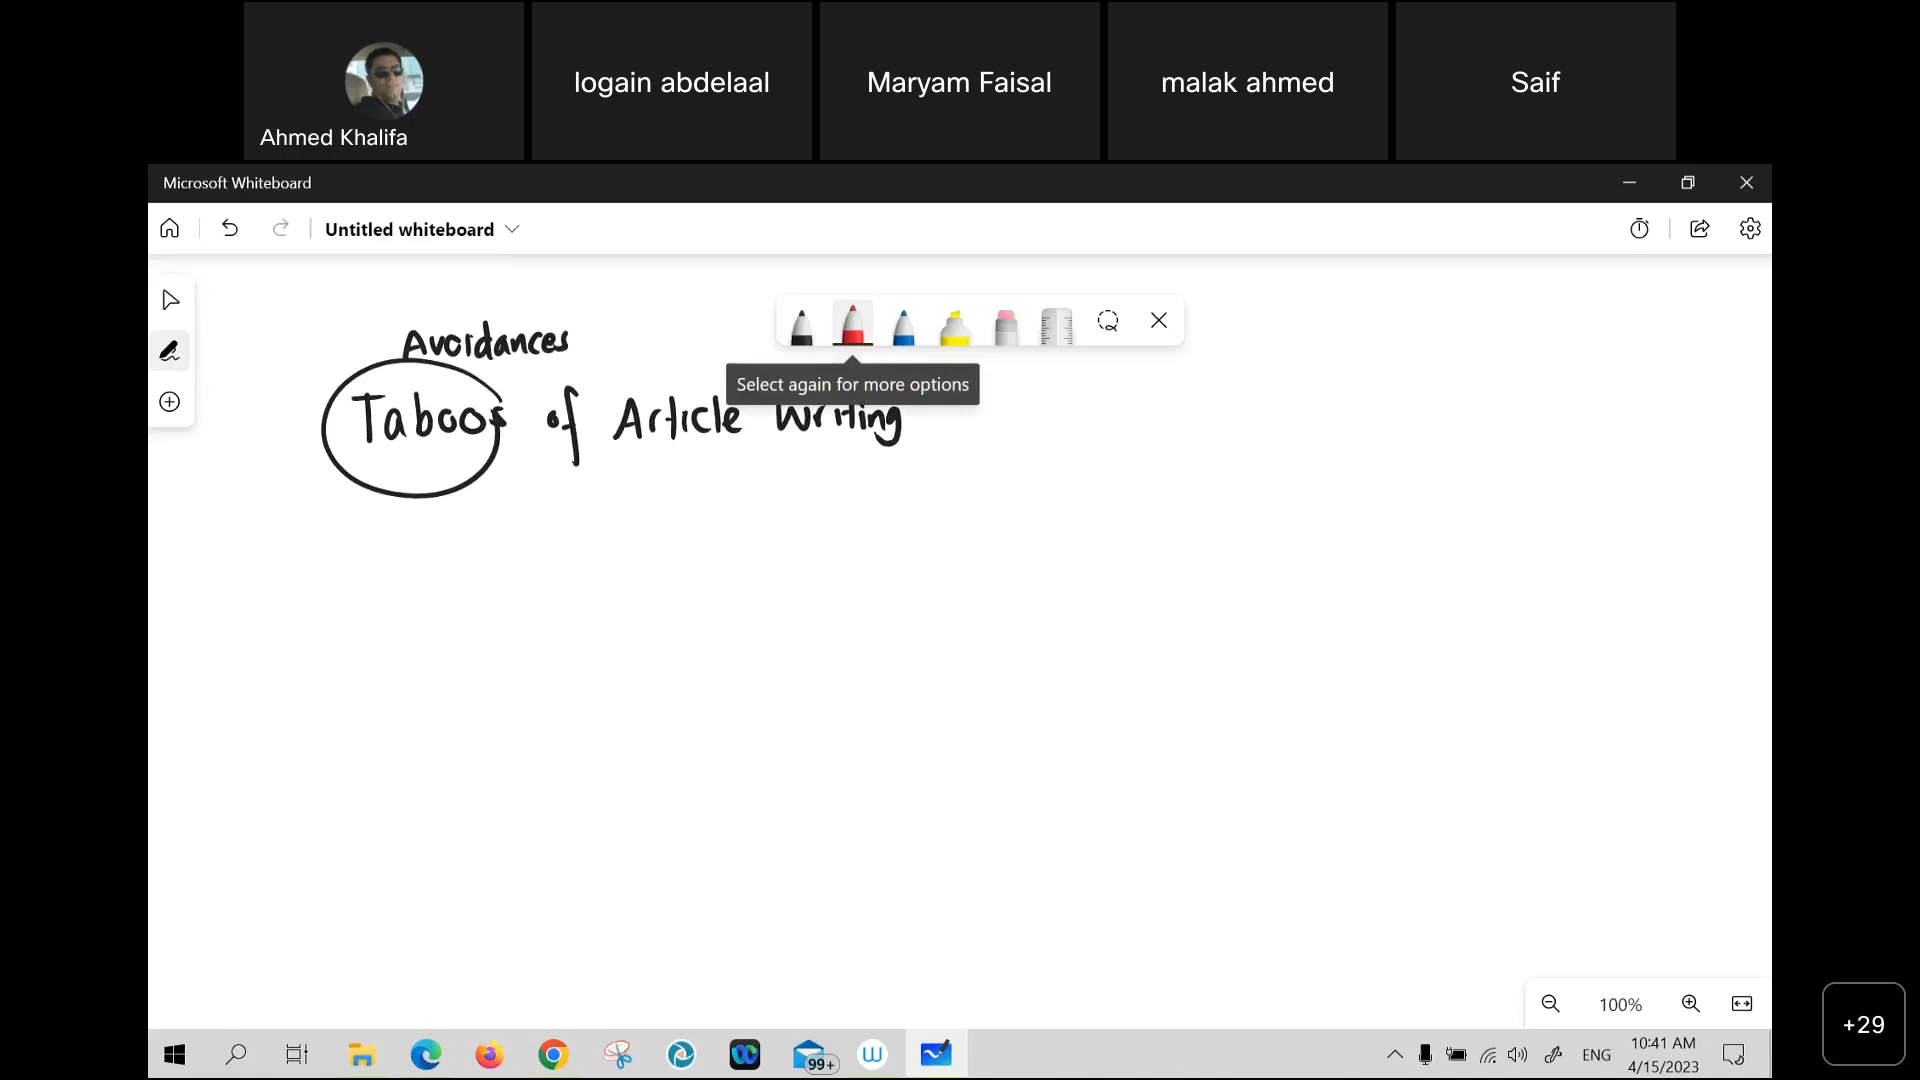 logain abdelaal
Maryam Faisal
malak ahmed
Saif
Ahmed Khalifa
Microsoft Whiteboard
Untitled whiteboard
Avoidances
Select again for more options
Taboos of Article Writing
100%
+29
99+
ENG
10:41 AM
4/15/2023